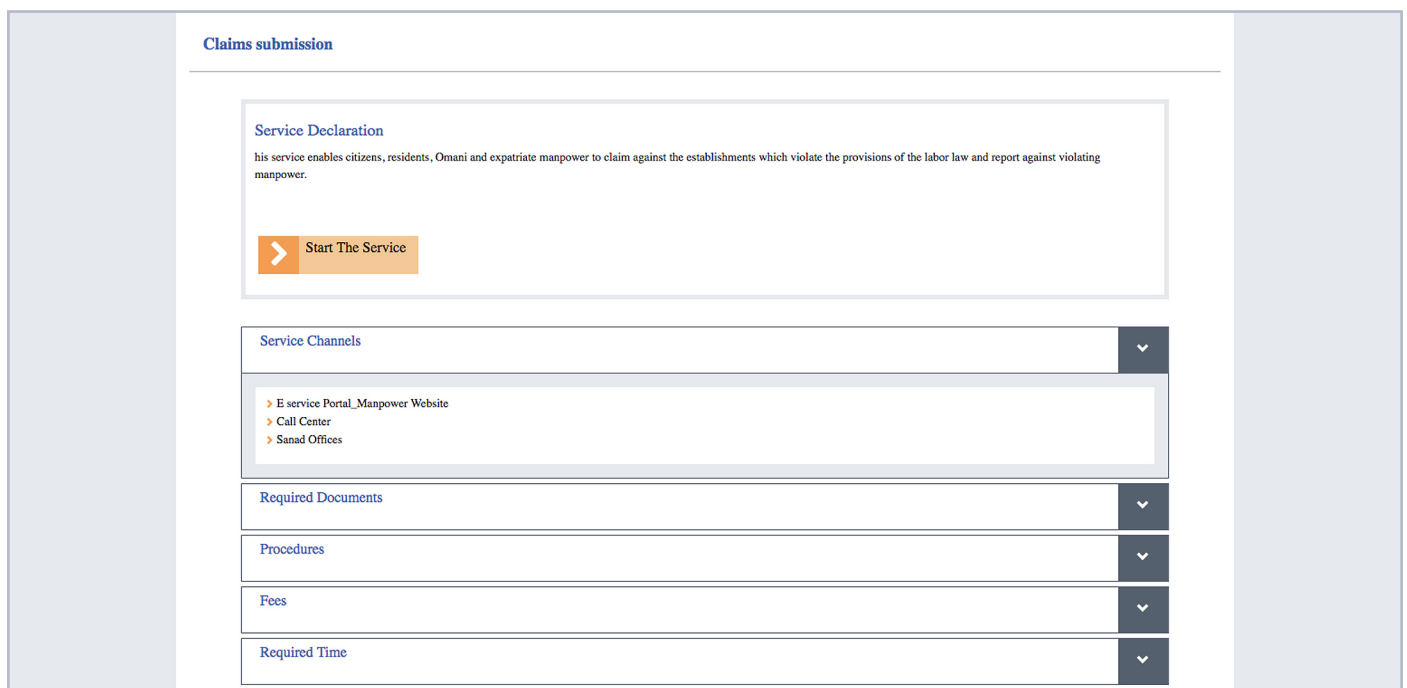 Claims submission
Service Declaration
his service enables citizens, residents, Omani and expatriate manpower to claim against the establishments which violate the provisions of the labor law and report against violating
manpower.
Start The Service
Service Channels
E service Portal_Manpower Website
Call Center
Sanad Offices
Required Documents
Procedures
Fees
Required Time